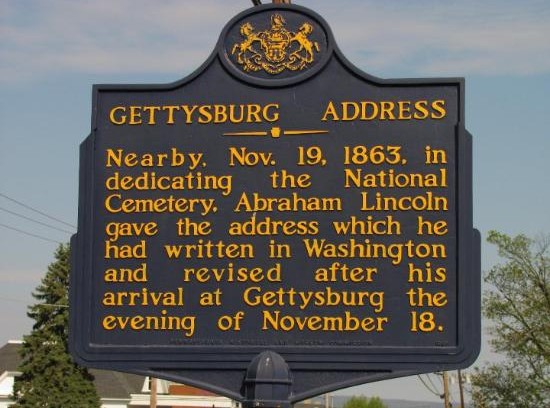 GETTYSBURG ADDRESS
Nearby, Nov. 19, 1863, in
dedicating the National
Cemetery, Abraham Lincoln
gave the address which he
had written in Washington
and revised after his
arrival at Gettysburg the
evening of November 18.